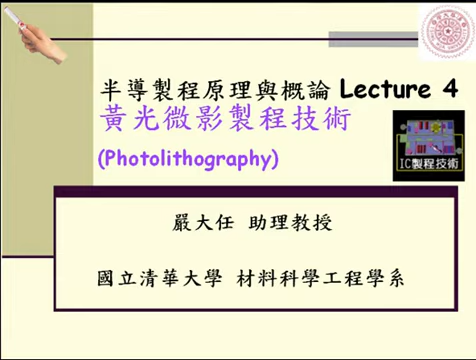 半導製程原理與概論 Lecture 4
黃光微影製程技術
(Photolithography)
IC製程技術
嚴大任 助理教授
國立清華大學 材料科學工程學系